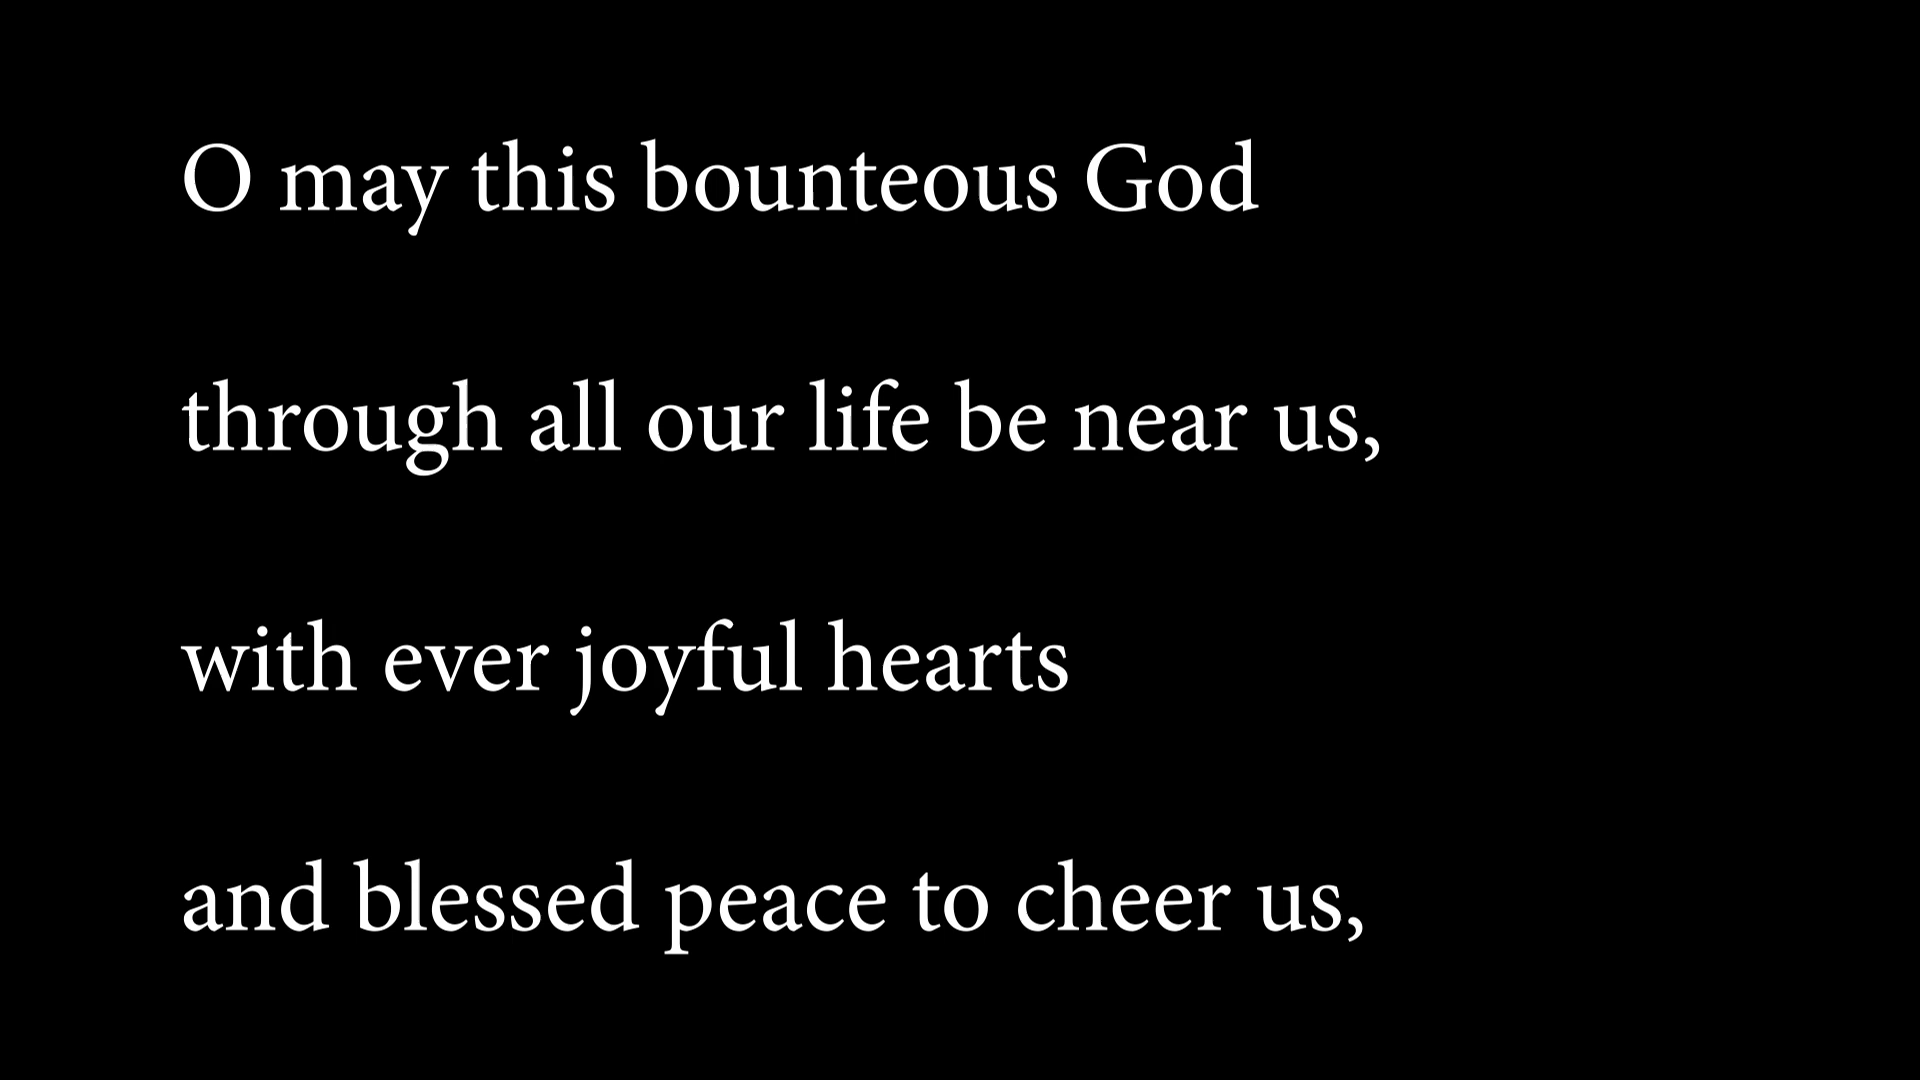 O may this bounteous God
through all our life be near us,
with ever joyful hearts
and blessed peace to cheer us,